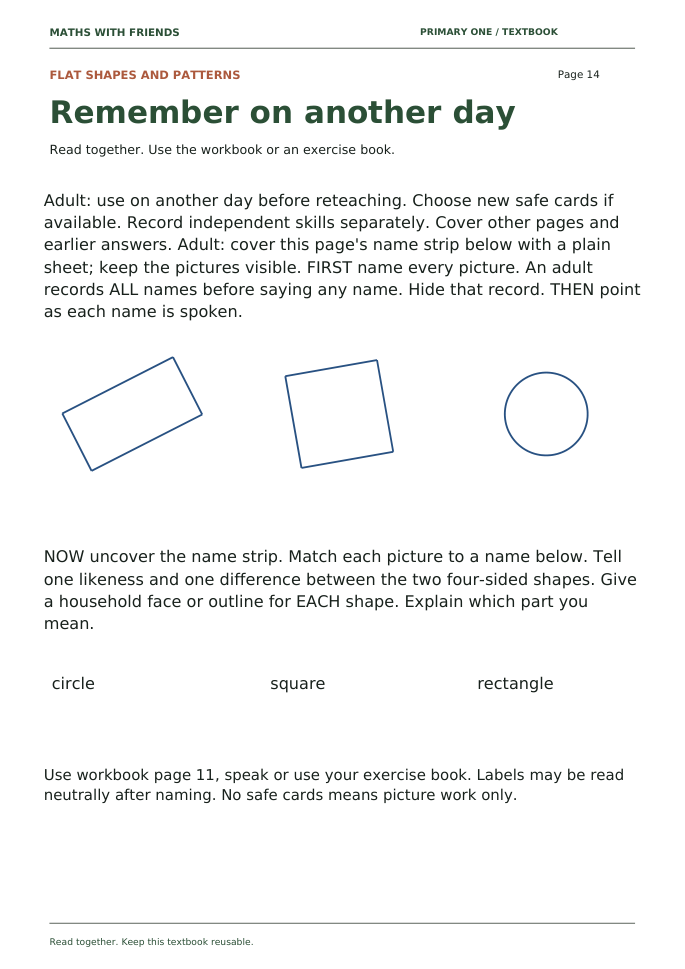 MATHS WITH FRIENDS
PRIMARY ONE / TEXTBOOK
FLAT SHAPES AND PATTERNS
Page 14
Remember on another day
Read together. Use the workbook or an exercise book.
Adult: use on another day before reteaching. Choose new safe cards if
available. Record independent skills separately. Cover other pages and
earlier answers. Adult: cover this page's name strip below with a plain
sheet; keep the pictures visible. FIRST name every picture. An adult
records ALL names before saying any name. Hide that record. THEN point
as each name is spoken.
NOW uncover the name strip. Match each picture to a name below. Tell
one likeness and one difference between the two four-sided shapes. Give
a household face or outline for EACH shape. Explain which part you
mean.
circle
square
rectangle
Use workbook page 11, speak or use your exercise book. Labels may be read
neutrally after naming. No safe cards means picture work only.
Read together. Keep this textbook reusable.